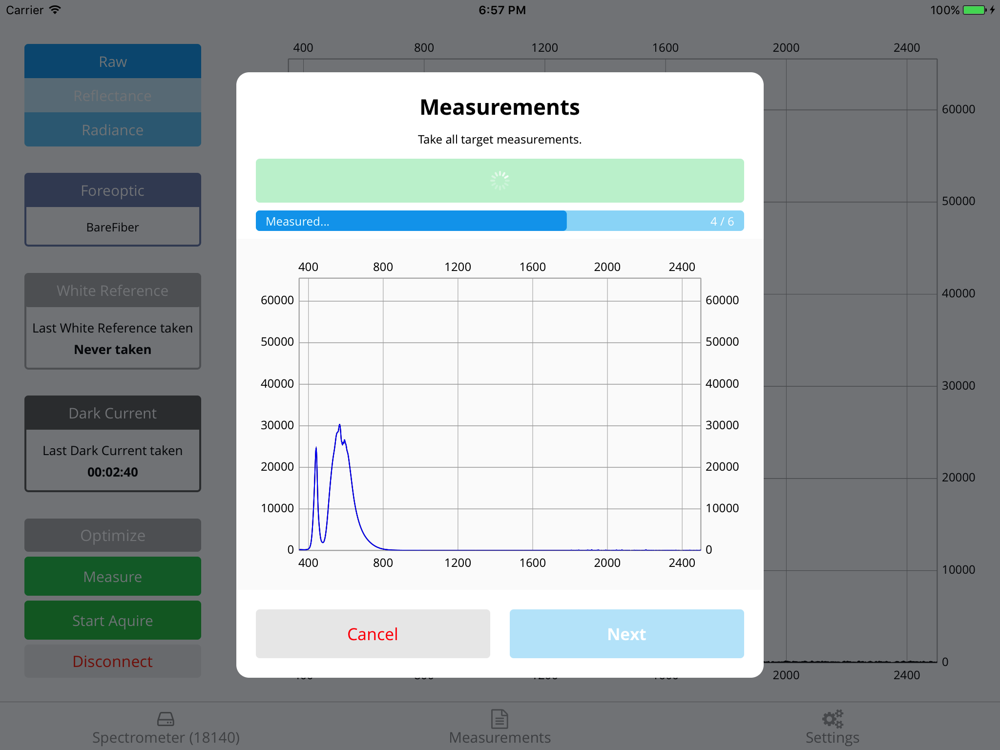 Carrier
6:57 PM
100%
Raw
Reflectance
Radiance
Foreoptic
BareFiber
White Reference
Last White Reference taken
Never taken
Dark Current
Last Dark Current taken
00:02:40
Optimize
Measure
Start Aquire
Disconnect
400 800 1200 1600 2000 2400
60000
50000
40000
30000
20000
10000
0
2000 2400
Measurements
Take all target measurements.
Measured... 4 / 6
400 800 1200 1600 2000 2400
60000 60000
50000 50000
40000 40000
30000 30000
20000 20000
10000 10000
0 0
400 800 1200 1600 2000 2400
Cancel Next
Spectrometer (18140) Measurements Settings